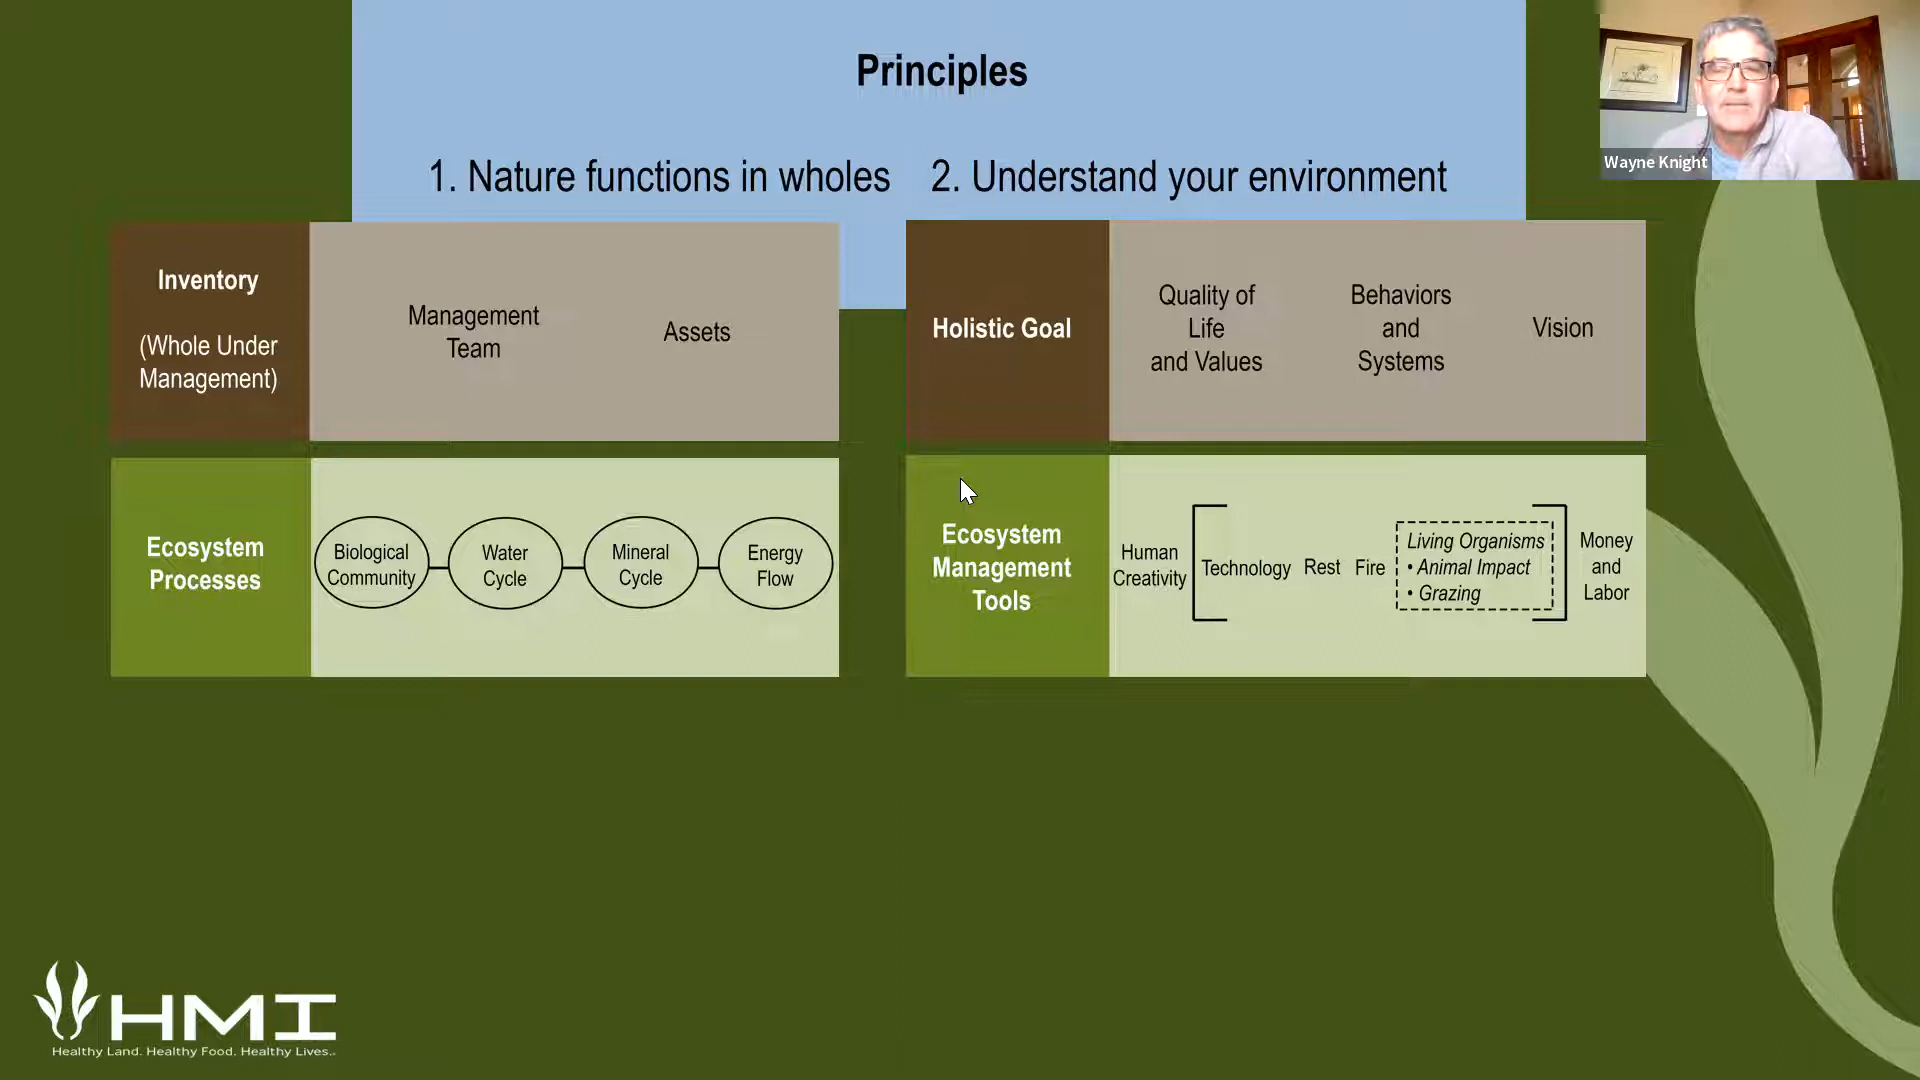 Principles
1. Nature functions in wholes 2. Understand your environment
Wayne Knight
Inventory
(Whole Under
Management)
Management
Team
Assets
Holistic Goal
Quality of
Life
and Values
Behaviors
and
Systems
Vision
Ecosystem
Processes
Biological
Community
Water
Cycle
Mineral
Cycle
Energy
Flow
Ecosystem
Management
Tools
Human
Creativity
Technology
Rest
Fire
Living Organisms
• Animal Impact
• Grazing
Money
and
Labor
HMI
Healthy Land. Healthy Food. Healthy Lives..